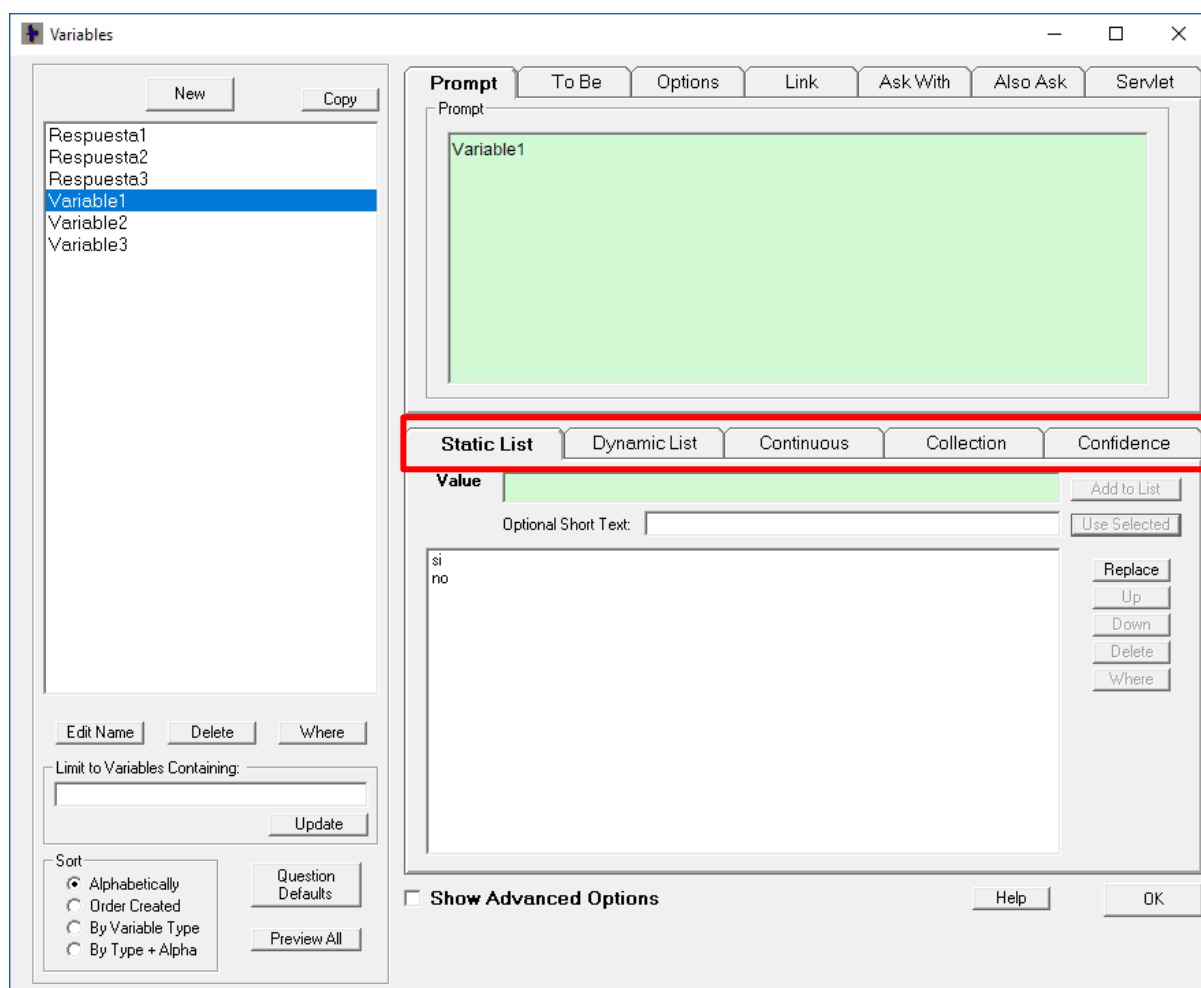 Variables
New
Copy
Respuesta1
Respuesta2
Respuesta3
Variable1
Variable2
Variable3
Edit Name Delete Where
Limit to Variables Containing:
Update
Sort
Alphabetically
Order Created
By Variable Type
By Type + Alpha
Question
Defaults
Preview All
Prompt To Be Options Link Ask With Also Ask Servlet
Prompt
Variable1
Static List Dynamic List Continuous Collection Confidence
Value
Add to List
Optional Short Text:
Use Selected
si
no
Replace
Up
Down
Delete
Where
Show Advanced Options
Help
OK